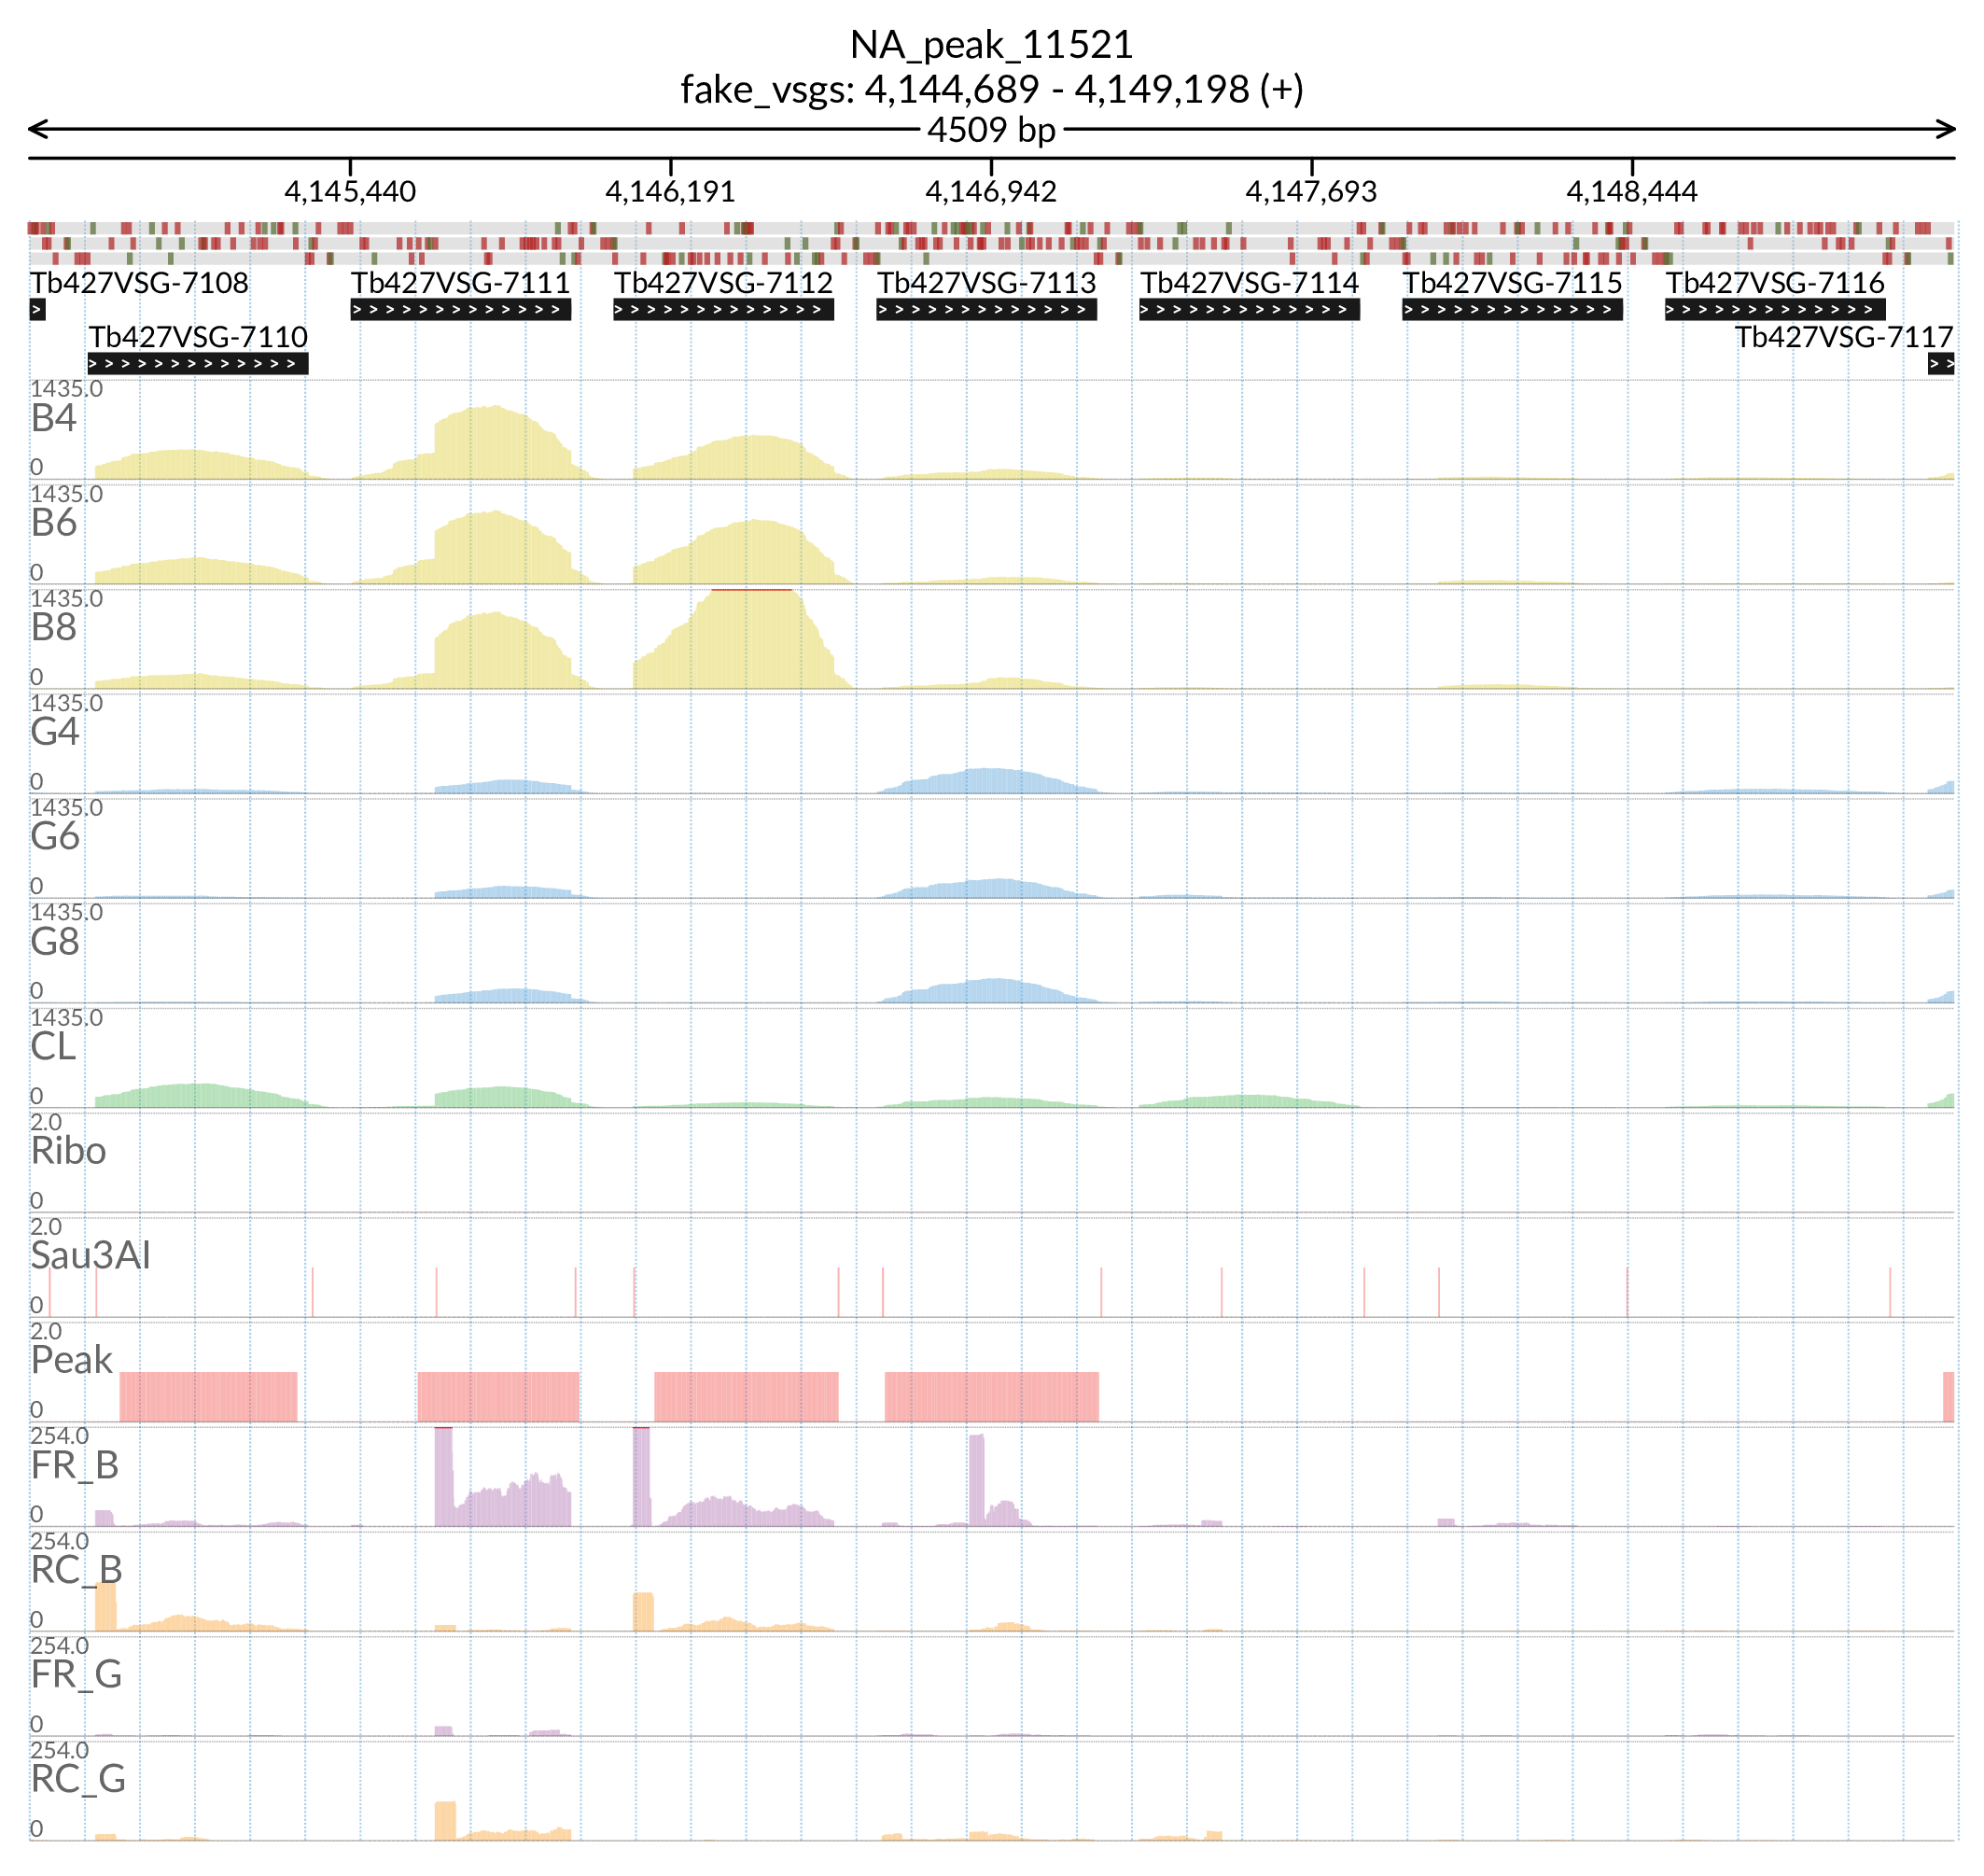 NA_peak_11521
fake_vsgs: 4,144,689 - 4,149,198 (+)
4509 bp
4,145,440 4,146,191 4,146,942 4,147,693 4,148,444
Tb427VSG-7108 Tb427VSG-7111 Tb427VSG-7112 Tb427VSG-7113 Tb427VSG-7114 Tb427VSG-7115 Tb427VSG-7116
Tb427VSG-7110 Tb427VSG-7117
1435.0
B4
0
1435.0
B6
0
1435.0
B8
0
1435.0
G4
0
1435.0
G6
0
1435.0
G8
0
1435.0
CL
0
2.0
Ribo
0
2.0
Sau3AI
0
2.0
Peak
0
254.0
FR_B
0
254.0
RC_B
0
254.0
FR_G
0
254.0
RC_G
0